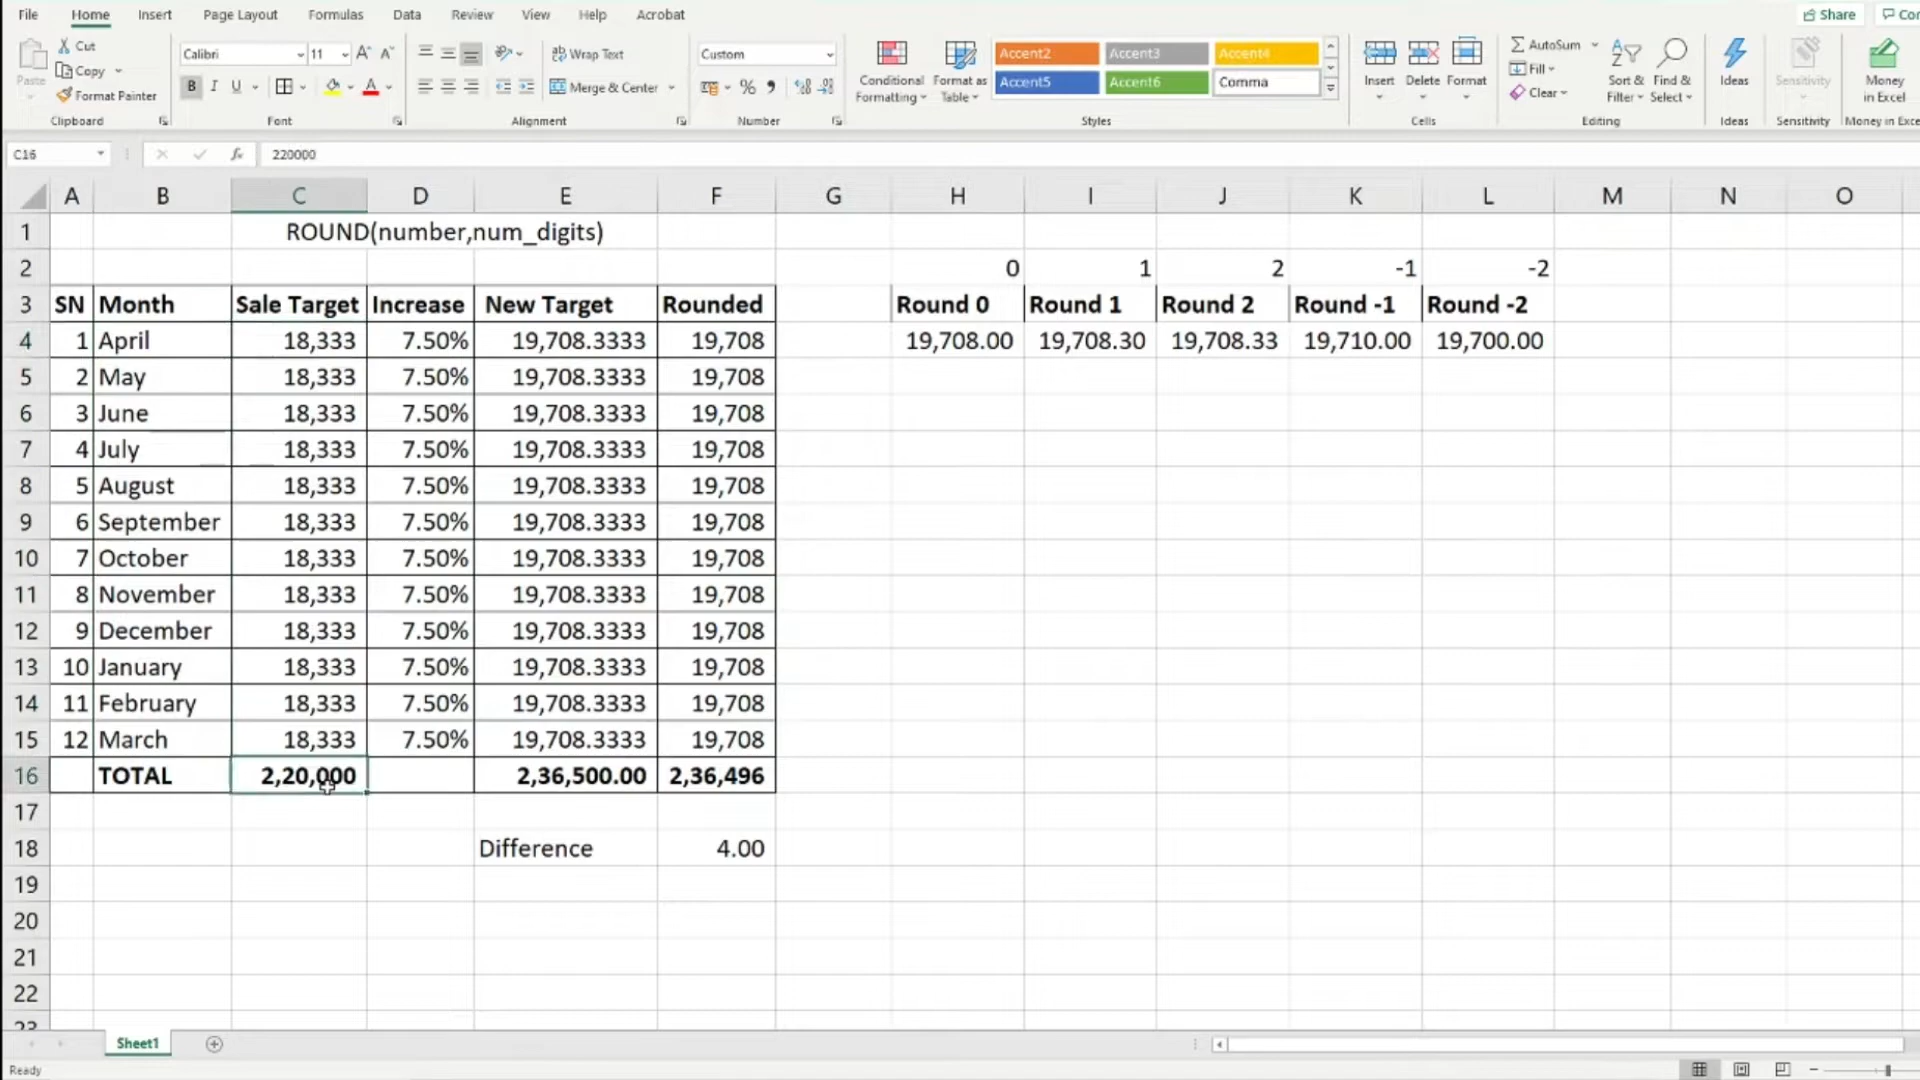 File Home Insert Page Layout Formulas Data Review View Help Acrobat Share
Cut
Copy
Format Painter
Paste
Clipboard
Calibri 11
B I U
Font
Wrap Text
Merge & Center
Alignment
Custom
%
Number
Conditional Formatting
Format as Table
Accent2 Accent3 Accent4
Accent5 Accent6 Comma
Styles
Insert Delete Format
Cells
AutoSum
Fill
Clear
Sort & Filter
Find & Select
Editing
Ideas
Ideas
Sensitivity
Sensitivity
Money in Excel
Money in Exce
C16 fx 220000
A B C D E F G H I J K L M N O
1 ROUND(number,num_digits)
2 0 1 2 -1 -2
3 SN Month Sale Target Increase New Target Rounded Round 0 Round 1 Round 2 Round -1 Round -2
4 1 April 18,333 7.50% 19,708.3333 19,708 19,708.00 19,708.30 19,708.33 19,710.00 19,700.00
5 2 May 18,333 7.50% 19,708.3333 19,708
6 3 June 18,333 7.50% 19,708.3333 19,708
7 4 July 18,333 7.50% 19,708.3333 19,708
8 5 August 18,333 7.50% 19,708.3333 19,708
9 6 September 18,333 7.50% 19,708.3333 19,708
10 7 October 18,333 7.50% 19,708.3333 19,708
11 8 November 18,333 7.50% 19,708.3333 19,708
12 9 December 18,333 7.50% 19,708.3333 19,708
13 10 January 18,333 7.50% 19,708.3333 19,708
14 11 February 18,333 7.50% 19,708.3333 19,708
15 12 March 18,333 7.50% 19,708.3333 19,708
16 TOTAL 2,20,000 2,36,500.00 2,36,496
17
18 Difference 4.00
19
20
21
22
23
Sheet1
Ready